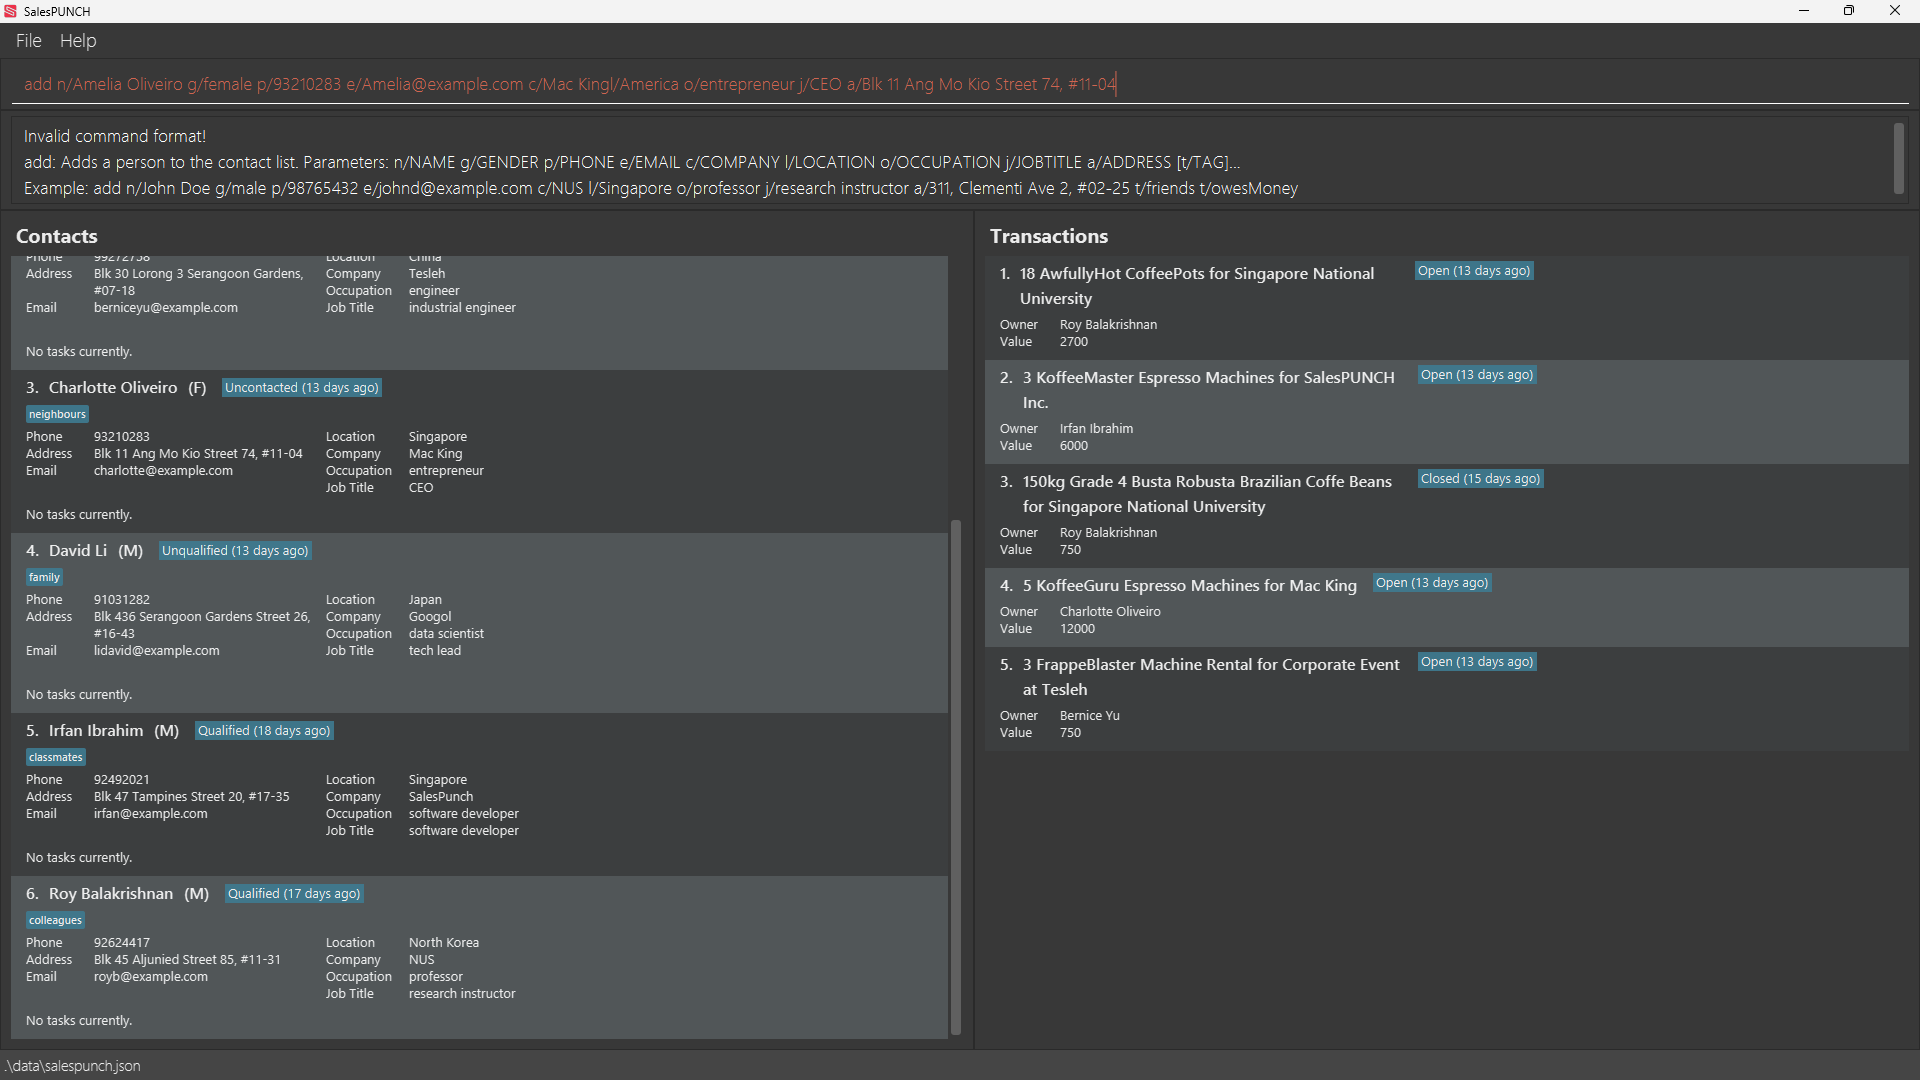 SalesPUNCH
File Help
add n/Amelia Oliveiro g/female p/93210283 e/Amelia@example.com c/Mac Kingl/America o/entrepreneur j/CEO a/Blk 11 Ang Mo Kio Street 74, #11-04
Invalid command format!
add: Adds a person to the contact list. Parameters: n/NAME g/GENDER p/PHONE e/EMAIL c/COMPANY l/LOCATION o/OCCUPATION j/JOBTITLE a/ADDRESS [t/TAG]...
Example: add n/John Doe g/male p/98765432 e/johnd@example.com c/NUS l/Singapore o/professor j/research instructor a/311, Clementi Ave 2, #02-25 t/friends t/owesMoney
Contacts
Phone 99272758 Location China
Address Blk 30 Lorong 3 Serangoon Gardens, Company Tesleh
#07-18 Occupation engineer
Email berniceyu@example.com Job Title industrial engineer
No tasks currently.
3. Charlotte Oliveiro (F) Uncontacted (13 days ago)
neighbours
Phone 93210283 Location Singapore
Address Blk 11 Ang Mo Kio Street 74, #11-04 Company Mac King
Email charlotte@example.com Occupation entrepreneur
Job Title CEO
No tasks currently.
4. David Li (M) Unqualified (13 days ago)
family
Phone 91031282 Location Japan
Address Blk 436 Serangoon Gardens Street 26, Company Googol
#16-43 Occupation data scientist
Email lidavid@example.com Job Title tech lead
No tasks currently.
5. Irfan Ibrahim (M) Qualified (18 days ago)
classmates
Phone 92492021 Location Singapore
Address Blk 47 Tampines Street 20, #17-35 Company SalesPunch
Email irfan@example.com Occupation software developer
Job Title software developer
No tasks currently.
6. Roy Balakrishnan (M) Qualified (17 days ago)
colleagues
Phone 92624417 Location North Korea
Address Blk 45 Aljunied Street 85, #11-31 Company NUS
Email royb@example.com Occupation professor
Job Title research instructor
No tasks currently.
Transactions
1. 18 AwfullyHot CoffeePots for Singapore National Open (13 days ago)
University
Owner Roy Balakrishnan
Value 2700
2. 3 KoffeeMaster Espresso Machines for SalesPUNCH Open (13 days ago)
Inc.
Owner Irfan Ibrahim
Value 6000
3. 150kg Grade 4 Busta Robusta Brazilian Coffe Beans Closed (15 days ago)
for Singapore National University
Owner Roy Balakrishnan
Value 750
4. 5 KoffeeGuru Espresso Machines for Mac King Open (13 days ago)
Owner Charlotte Oliveiro
Value 12000
5. 3 FrappeBlaster Machine Rental for Corporate Event Open (13 days ago)
at Tesleh
Owner Bernice Yu
Value 750
.\data\salespunch.json